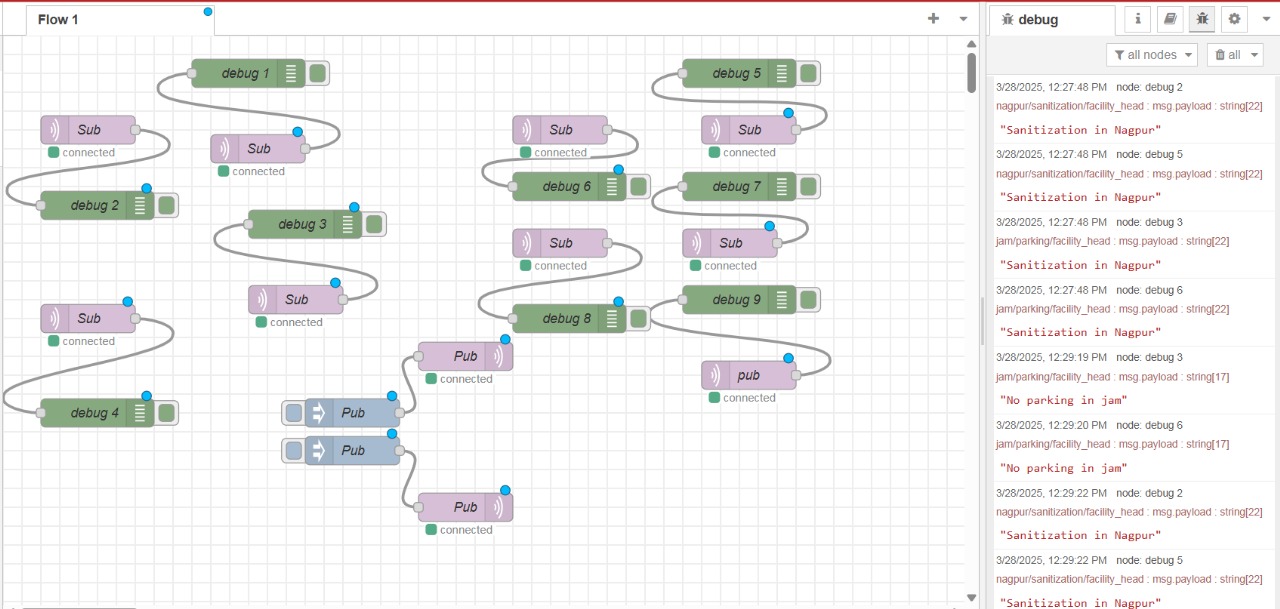 Flow 1
debug
i
all nodes
all
debug 1
Sub
connected
Sub
connected
debug 2
debug 3
Sub
connected
Sub
connected
debug 4
Pub
connected
Pub
Pub
Pub
connected
debug 5
Sub
connected
Sub
connected
debug 6
debug 7
Sub
connected
Sub
connected
debug 8
debug 9
pub
connected
3/28/2025, 12:27:48 PM node: debug 2
nagpur/sanitization/facility_head : msg.payload : string[22]
"Sanitization in Nagpur"
3/28/2025, 12:27:48 PM node: debug 5
nagpur/sanitization/facility_head : msg.payload : string[22]
"Sanitization in Nagpur"
3/28/2025, 12:27:48 PM node: debug 3
jam/parking/facility_head : msg.payload : string[22]
"Sanitization in Nagpur"
3/28/2025, 12:27:48 PM node: debug 6
jam/parking/facility_head : msg.payload : string[22]
"Sanitization in Nagpur"
3/28/2025, 12:29:19 PM node: debug 3
jam/parking/facility_head : msg.payload : string[17]
"No parking in jam"
3/28/2025, 12:29:20 PM node: debug 6
jam/parking/facility_head : msg.payload : string[17]
"No parking in jam"
3/28/2025, 12:29:22 PM node: debug 2
nagpur/sanitization/facility_head : msg.payload : string[22]
"Sanitization in Nagpur"
3/28/2025, 12:29:22 PM node: debug 5
nagpur/sanitization/facility_head : msg.payload : string[22]
"Sanitization in Nagpur"